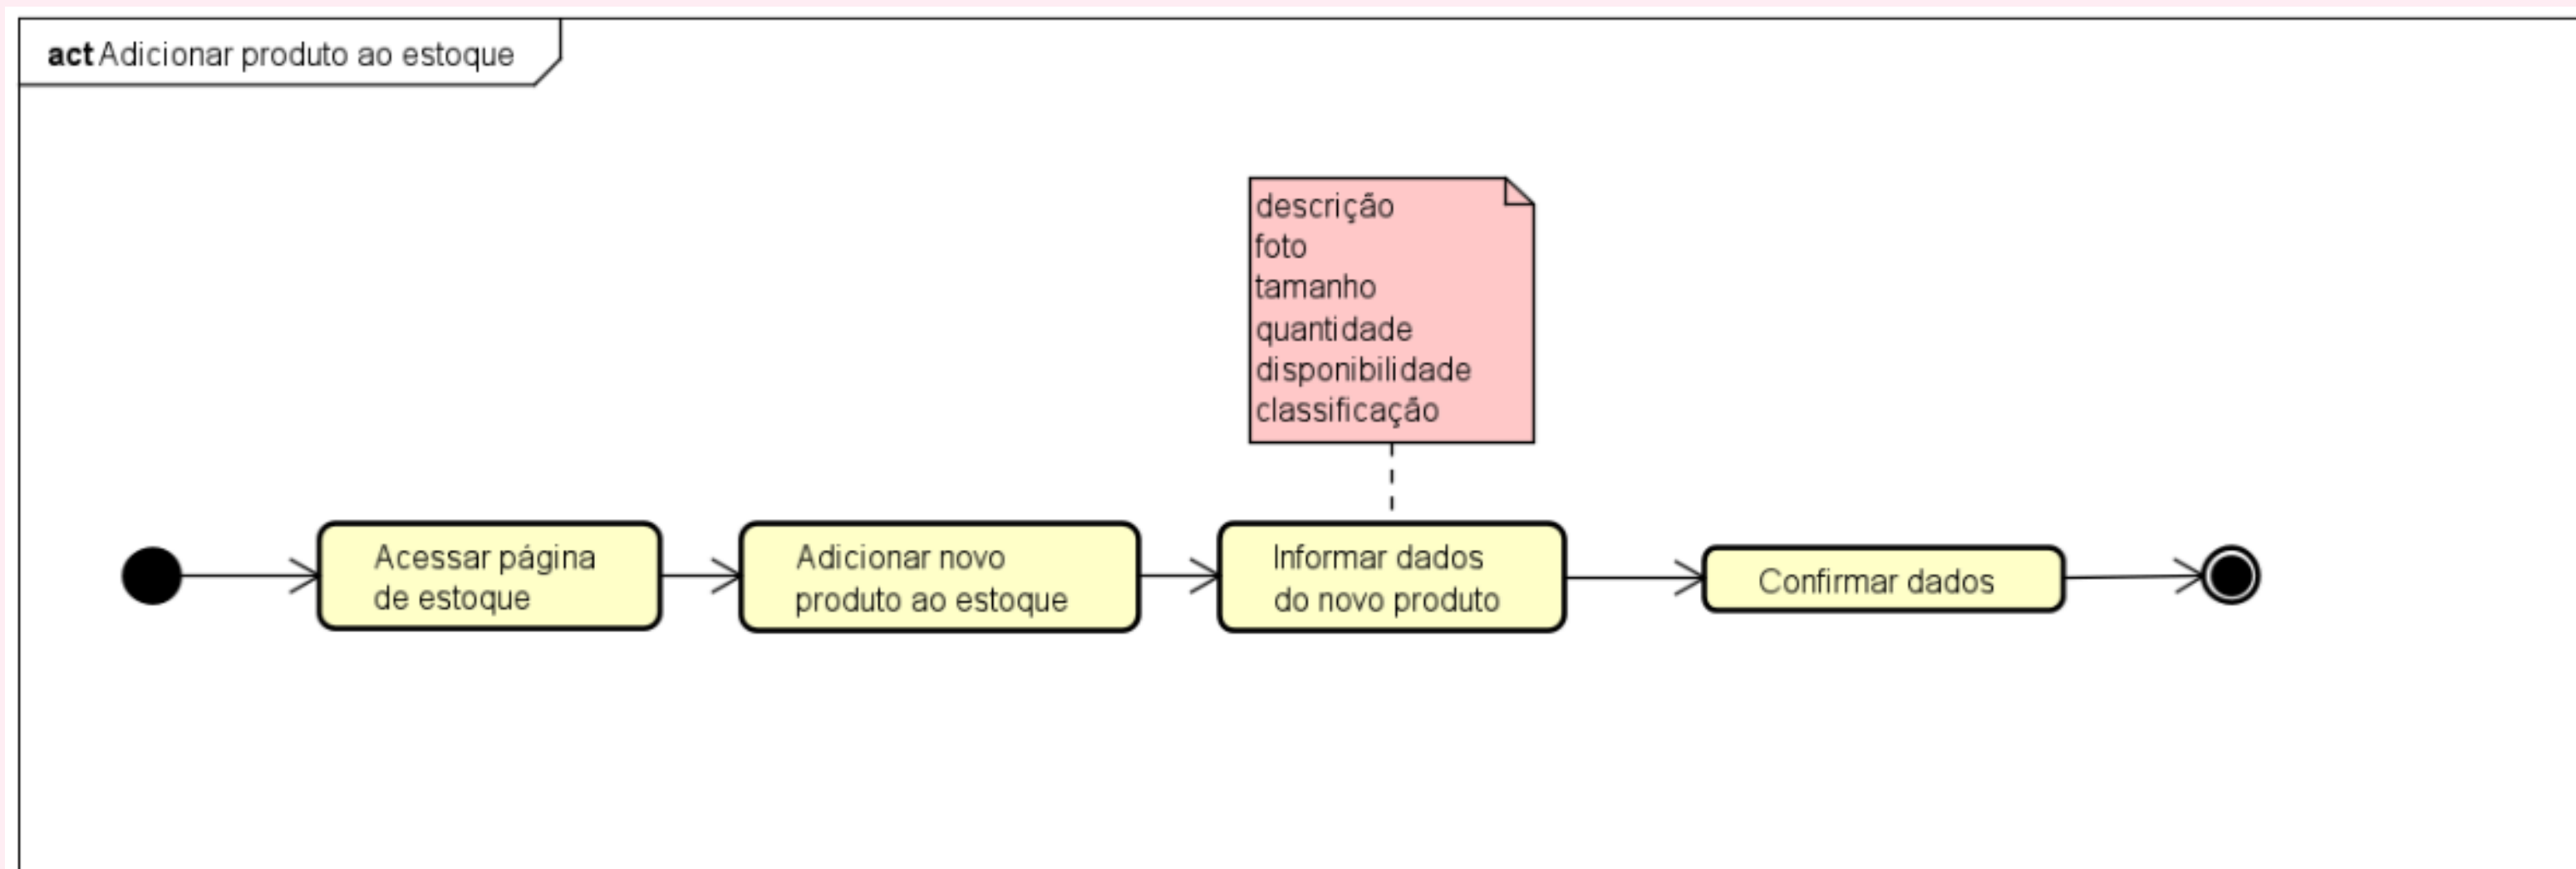 act Adicionar produto ao estoque
descrição
foto
tamanho
quantidade
disponibilidade
classificação
Acessar página
de estoque
Adicionar novo
produto ao estoque
Informar dados
do novo produto
Confirmar dados